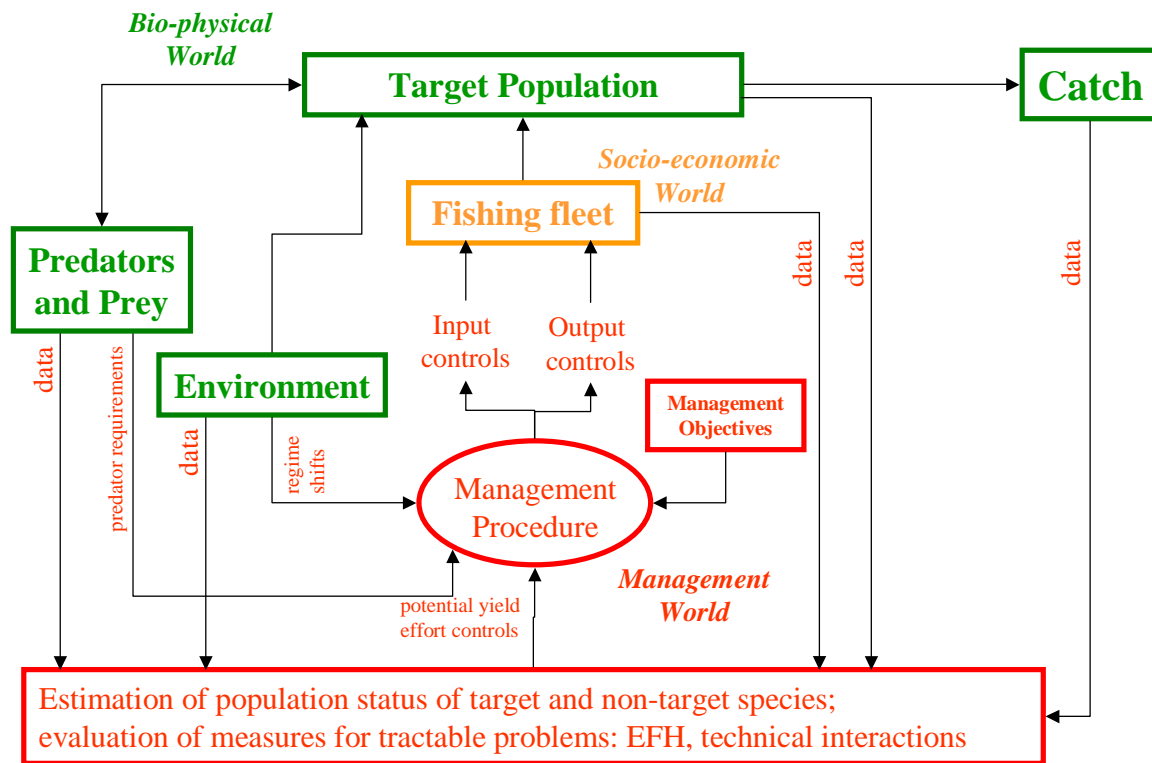 Bio-physical
World
Target Population
Catch
Socio-economic
World
Fishing fleet
Predators
and Prey
data
data
data
Input
controls
Output
controls
data
predator requirements
Environment
Management
Objectives
data
regime
shifts
Management
Procedure
Management
World
potential yield
effort controls
Estimation of population status of target and non-target species;
evaluation of measures for tractable problems: EFH, technical interactions